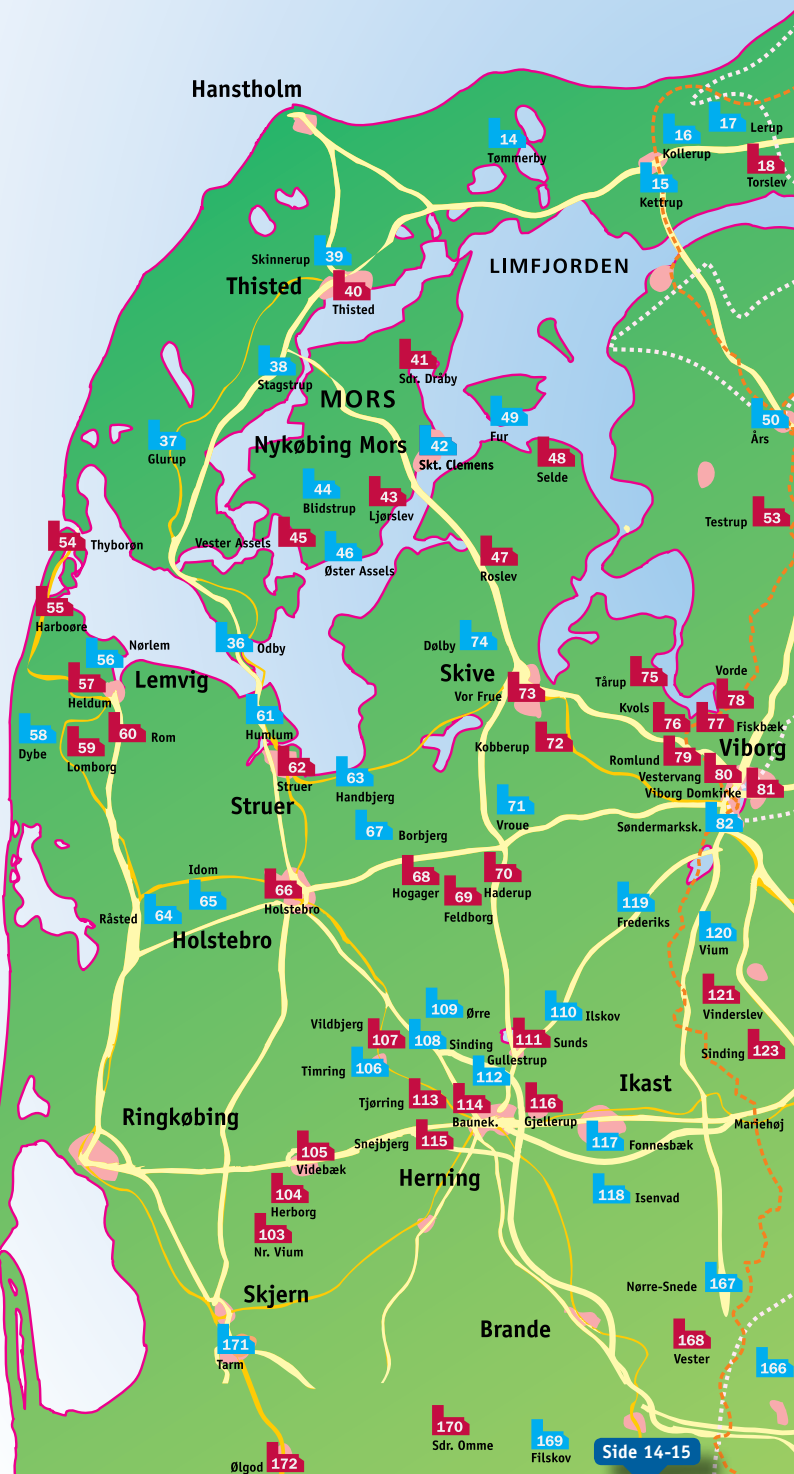 Hanstholm
14
Tømmerby
16
Kollerup
17
Lerup
18
Torslev
15
Kettrup
Skinnerup
39
LIMFJORDEN
Thisted
40
Thisted
38
Stagstrup
41
Sdr. Dråby
MORS
49
Fur
50
Års
37
Glurup
Nykøbing Mors
42
Skt. Clemens
48
Selde
44
Blidstrup
43
Ljørslev
Testrup
53
54
Thyborøn
Vester Assels
45
46
Øster Assels
47
Roslev
55
Harboøre
36
Odby
Dølby
74
Nørlem
56
57
Heldum
Lemvig
Skive
Vor Frue
73
Tårup
75
Vorde
78
Kvols
76
77
Fiskbæk
58
Dybe
59
Lomborg
60
Rom
61
Humlum
Kobberup
72
Romlund
79
Viborg
Vestervang
80
Viborg Domkirke
81
62
Struer
63
Handbjerg
Struer
71
Vroue
Søndermarksk.
82
67
Borbjerg
Idom
65
66
Holstebro
68
Hogager
69
Feldborg
70
Haderup
Råsted
64
119
Frederiks
120
Vium
Holstebro
109
Ørre
110
Ilskov
121
Vinderslev
Vildbjerg
107
108
Sinding
111
Sunds
Gullestrup
112
Sinding
123
Timring
106
Tjørring
113
114
Baunek.
116
Gjellerup
Ikast
Ringkøbing
Mariehøj
Snejbjerg
115
117
Fonnesbæk
105
Videbæk
Herning
104
Herborg
118
Isenvad
103
Nr. Vium
Nørre-Snede
167
Skjern
Brande
171
Tarm
168
Vester
166
170
Sdr. Omme
169
Filskov
Side 14-15
Ølgod
172